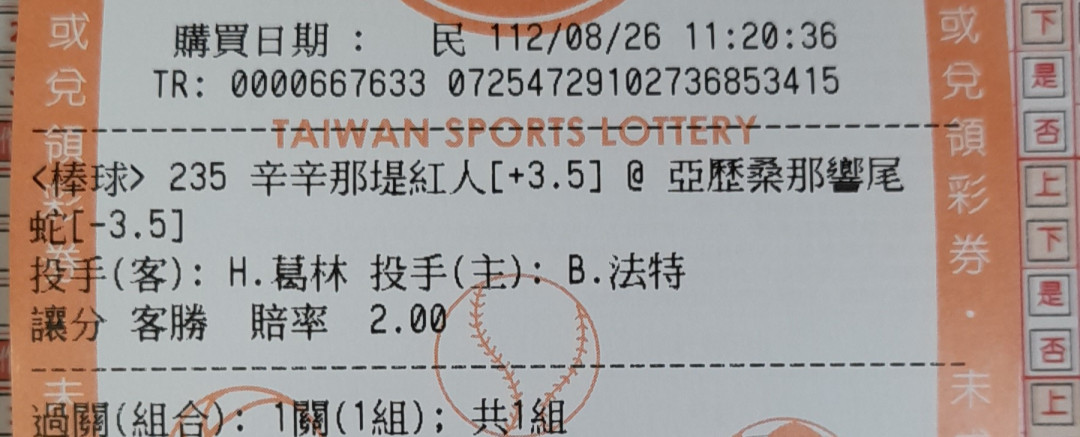 購買日期 : 民 112/08/26 11:20:36
TR: 0000667633 07254729102736853415
TAIWAN SPORTS LOTTERY
<棒球> 235 辛辛那堤紅人[+3.5] @ 亞歷桑那響尾
蛇[-3.5]
投手(客): H.葛林 投手(主): B.法特
讓分 客勝 賠率 2.00
過關(組合): 1關(1組); 共1組
或兌領彩券
未
或兌領彩券·未
下
是
否
上
下
是
否
上